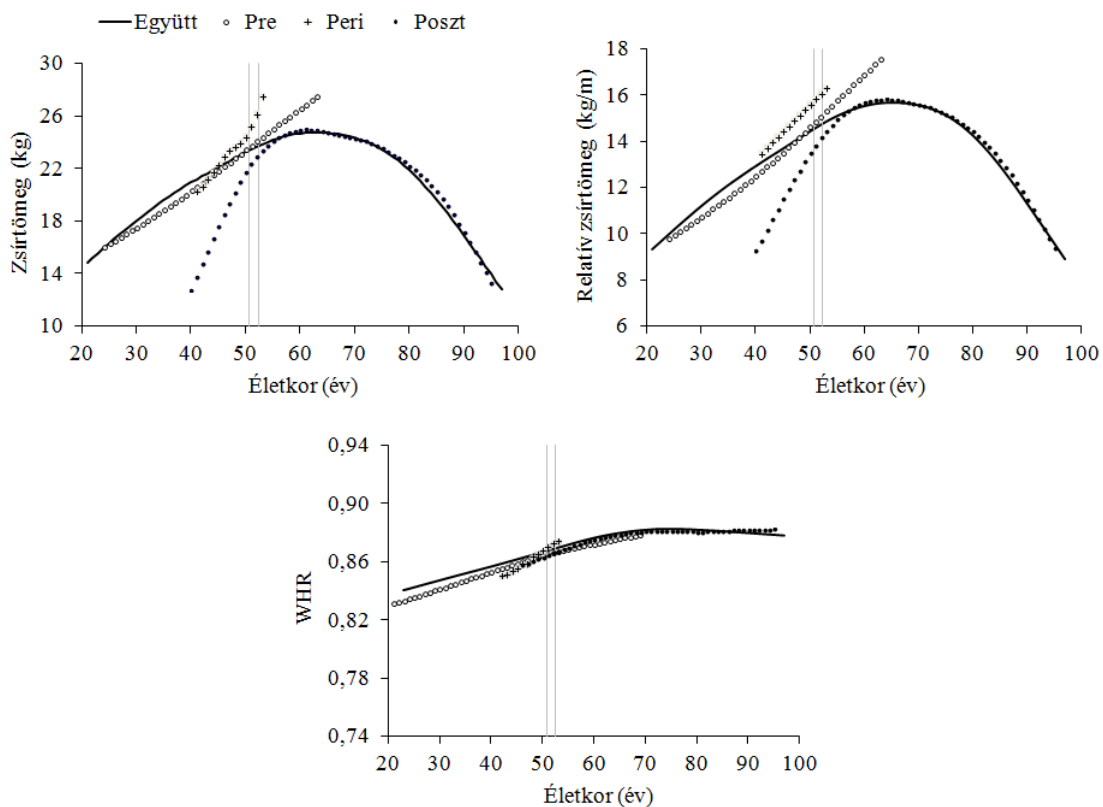 Együtt Pre Peri Poszt
Zsírtömeg (kg)
30
26
22
18
14
10
20 30 40 50 60 70 80 90 100
Életkor (év)
Relatív zsírtömeg (kg/m)
18
16
14
12
10
8
6
20 30 40 50 60 70 80 90 100
Életkor (év)
WHR
0,94
0,90
0,86
0,82
0,78
0,74
20 30 40 50 60 70 80 90 100
Életkor (év)